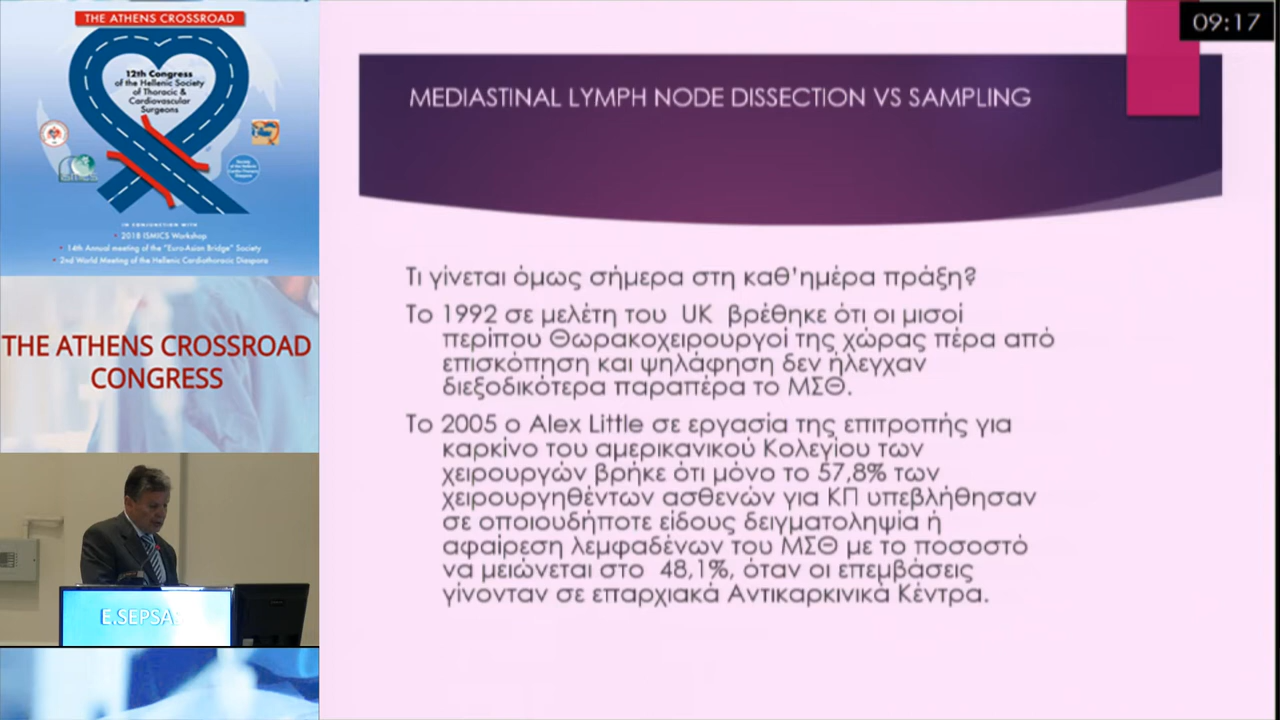 THE ATHENS CROSSROAD
12th Congress
of the Hellenic Society
of Thoracic &
Cardiovascular
Surgeons
IN CONJUNCTION WITH
• 2018 ISMICS Workshop
• 14th Annual meeting of the "Euro-Asian Bridge" Society
• 2nd World Meeting of the Hellenic Cardiothoracic Diaspora
THE ATHENS CROSSROAD
CONGRESS
E.SEPSA
09:17
MEDIASTINAL LYMPH NODE DISSECTION VS SAMPLING
Τι γίνεται όμως σήμερα στη καθ'ημέρα πράξη?
Το 1992 σε μελέτη του UK βρέθηκε ότι οι μισοί
περίπου Θωρακοχειρουργοί της χώρας πέρα από
επισκόπηση και ψηλάφηση δεν ήλεγχαν
διεξοδικότερα παραπέρα το ΜΣΘ.
Το 2005 ο Alex Little σε εργασία της επιτροπής για
καρκίνο του αμερικανικού Κολεγίου των
χειρουργών βρήκε ότι μόνο το 57,8% των
χειρουργηθέντων ασθενών για ΚΠ υπεβλήθησαν
σε οποιουδήποτε είδους δειγματοληψία ή
αφαίρεση λεμφαδένων του ΜΣΘ με το ποσοστό
να μειώνεται στο 48,1%, όταν οι επεμβάσεις
γίνονταν σε επαρχιακά Αντικαρκινικά Κέντρα.